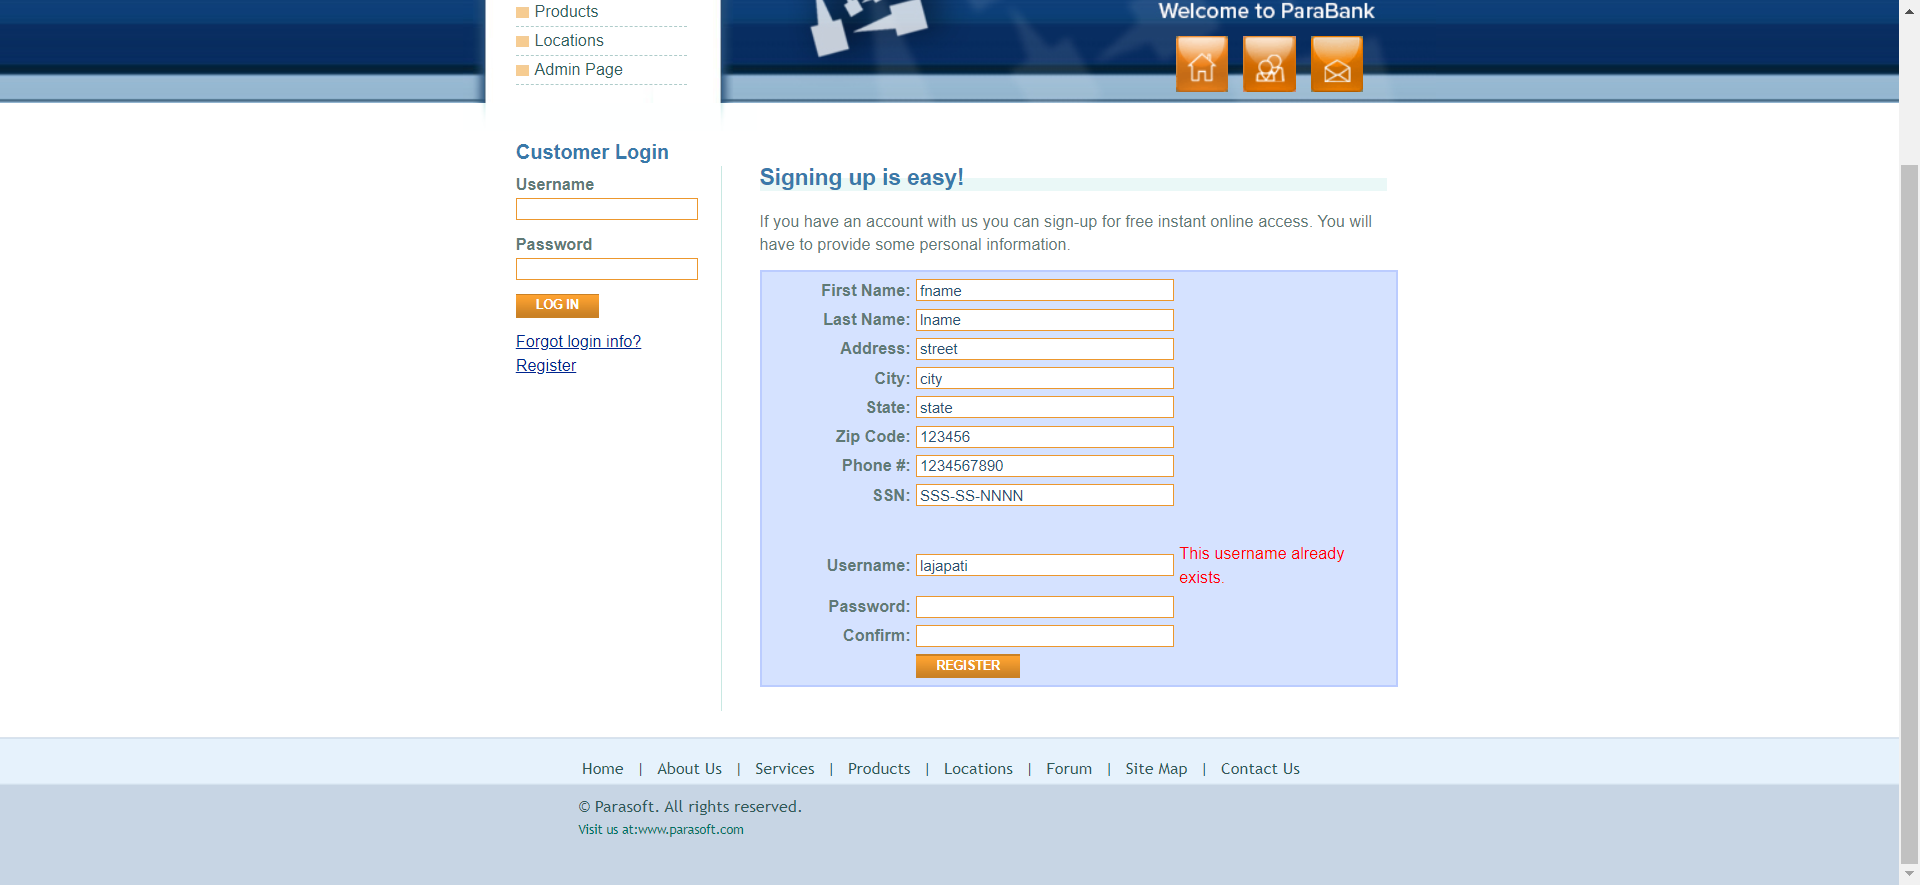 Products
Locations
Admin Page
Welcome to ParaBank
Customer Login
Username
Password
LOG IN
Forgot login info?
Register
Signing up is easy!
If you have an account with us you can sign-up for free instant online access. You will
have to provide some personal information.
First Name: fname
Last Name: lname
Address: street
City: city
State: state
Zip Code: 123456
Phone #: 1234567890
SSN: SSS-SS-NNNN
Username: lajapati This username already
exists.
Password:
Confirm:
REGISTER
Home | About Us | Services | Products | Locations | Forum | Site Map | Contact Us
© Parasoft. All rights reserved.
Visit us at:www.parasoft.com